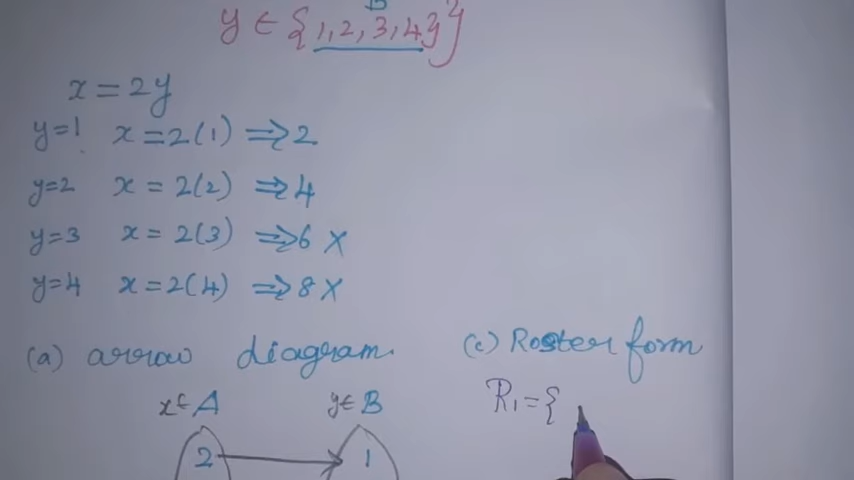 B
y ∈ {1,2,3,4}}
x = 2y
y=1 x = 2(1) ⇒ 2
y=2 x = 2(2) ⇒ 4
y=3 x = 2(3) ⇒ 6 X
y=4 x = 2(4) ⇒ 8 X
(a) arrow diagram. (c) Roster form
x ∈ A y ∈ B R₁ = {
2 1